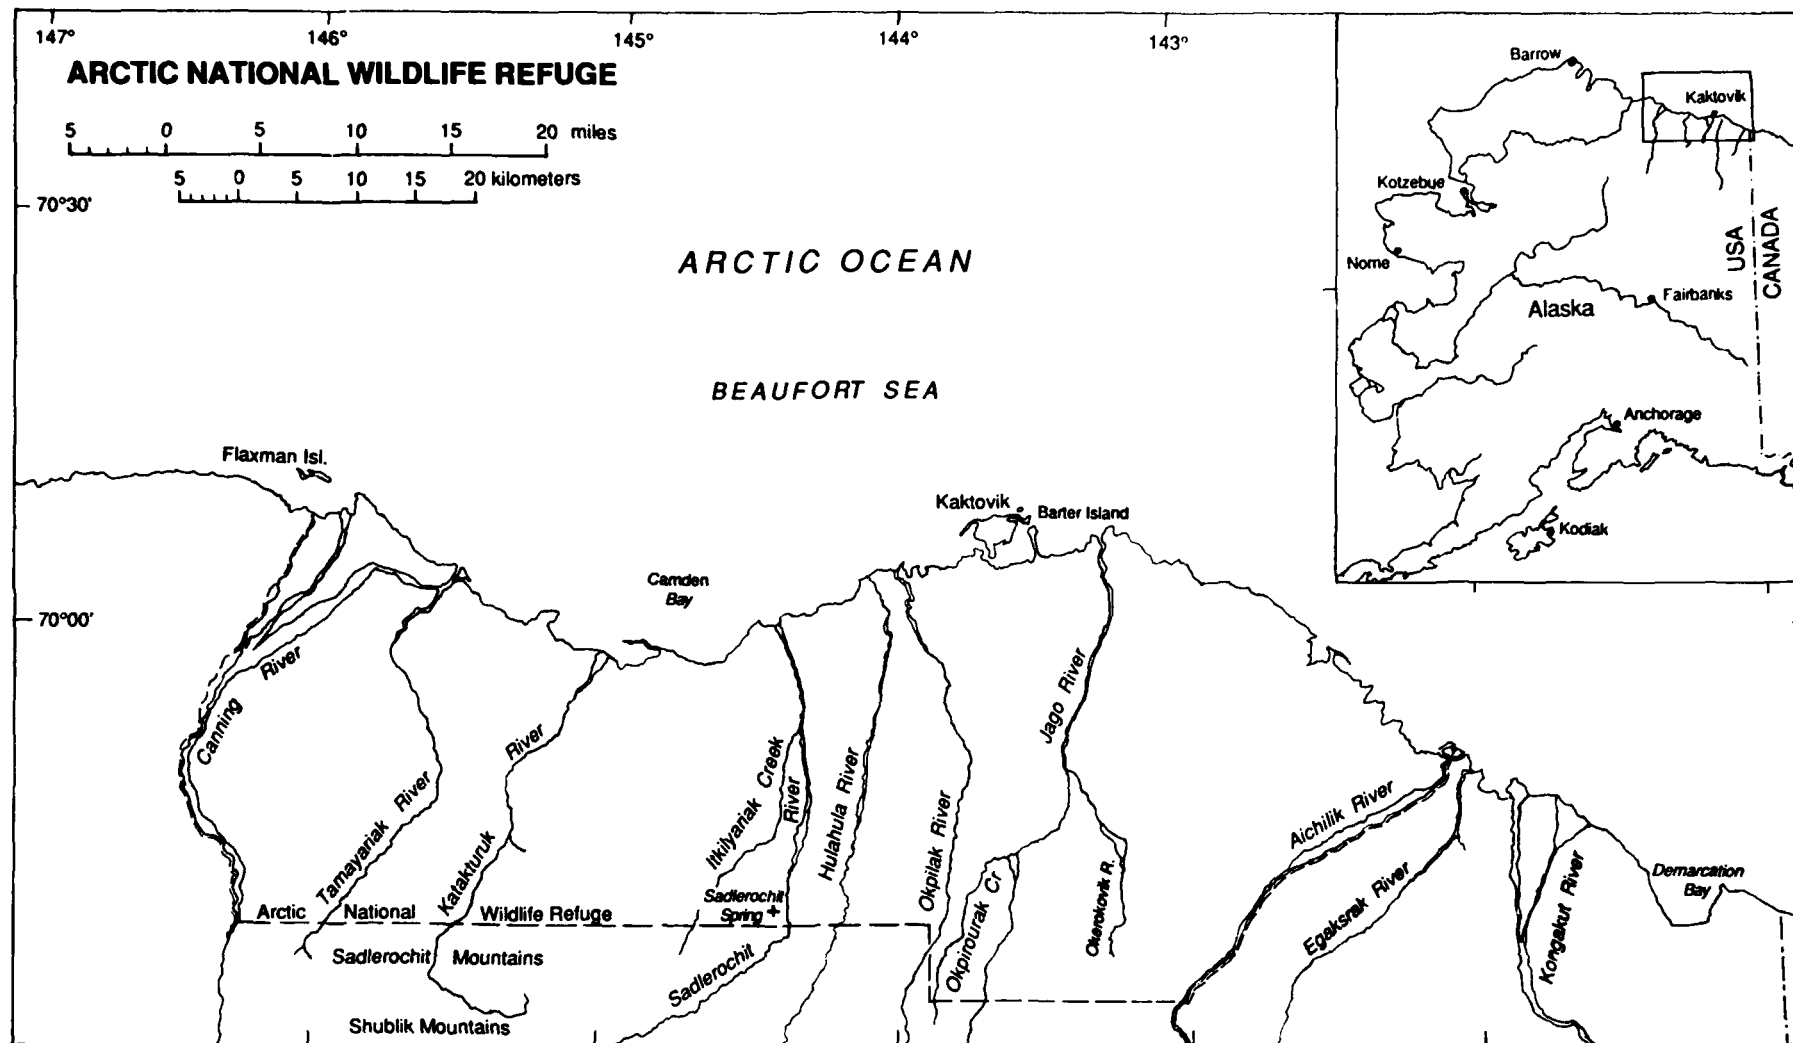 147° 146° 145° 144° 143°
ARCTIC NATIONAL WILDLIFE REFUGE
5 0 5 10 15 20 miles
5 0 5 10 15 20 kilometers
70°30'
ARCTIC OCEAN
BEAUFORT SEA
Flaxman Isl.
Kaktovik
Barter Island
Camden
Bay
70°00'
Canning River
Tamayariak River
Katakturuk River
Itkilyariak Creek
Sadlerochit River
Hulahula River
Okpilak River
Okpirourak Cr
Jago River
Okerokovik R.
Aichilik River
Egaksrak River
Kongakut River
Demarcation
Bay
Sadlerochit
Spring
Arctic National Wildlife Refuge
Sadlerochit Mountains
Shublik Mountains
Barrow
Kaktovik
Kotzebue
Nome
Fairbanks
Alaska
USA
CANADA
Anchorage
Kodiak